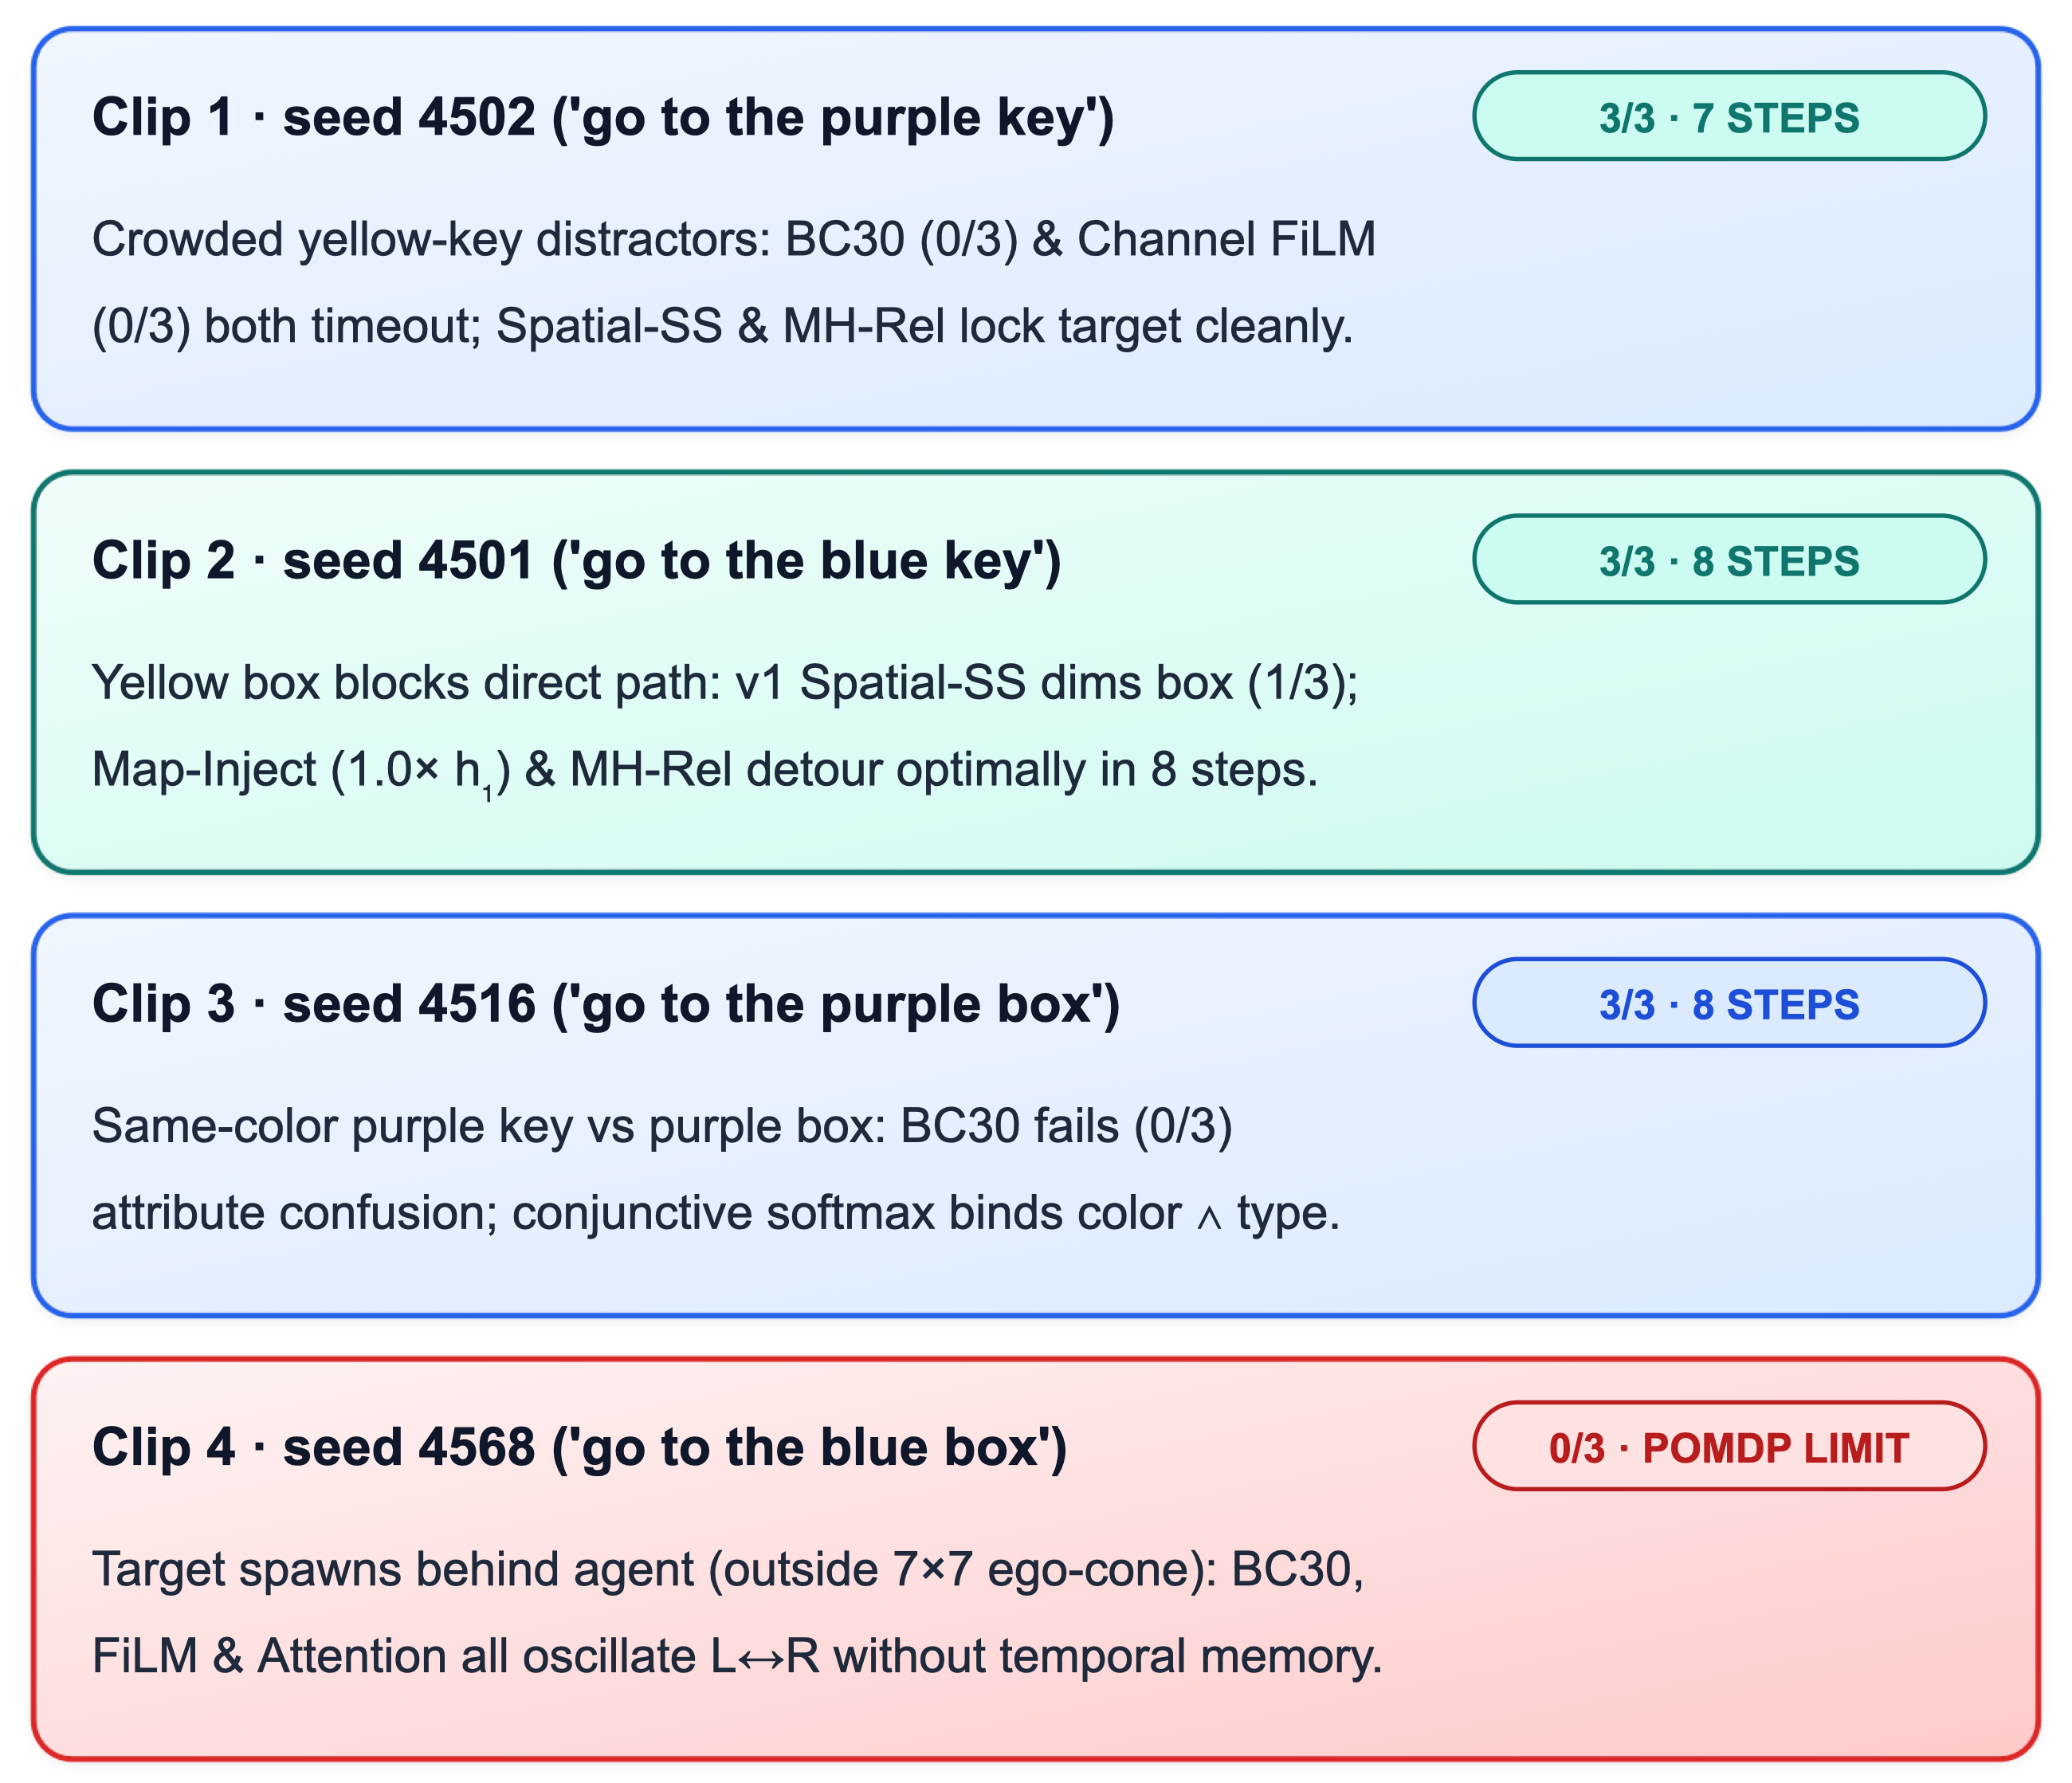 Clip 1 · seed 4502 ('go to the purple key')
3/3 · 7 STEPS
Crowded yellow-key distractors: BC30 (0/3) & Channel FiLM
(0/3) both timeout; Spatial-SS & MH-Rel lock target cleanly.
Clip 2 · seed 4501 ('go to the blue key')
3/3 · 8 STEPS
Yellow box blocks direct path: v1 Spatial-SS dims box (1/3);
Map-Inject (1.0× h₁) & MH-Rel detour optimally in 8 steps.
Clip 3 · seed 4516 ('go to the purple box')
3/3 · 8 STEPS
Same-color purple key vs purple box: BC30 fails (0/3)
attribute confusion; conjunctive softmax binds color ∧ type.
Clip 4 · seed 4568 ('go to the blue box')
0/3 · POMDP LIMIT
Target spawns behind agent (outside 7×7 ego-cone): BC30,
FiLM & Attention all oscillate L↔R without temporal memory.